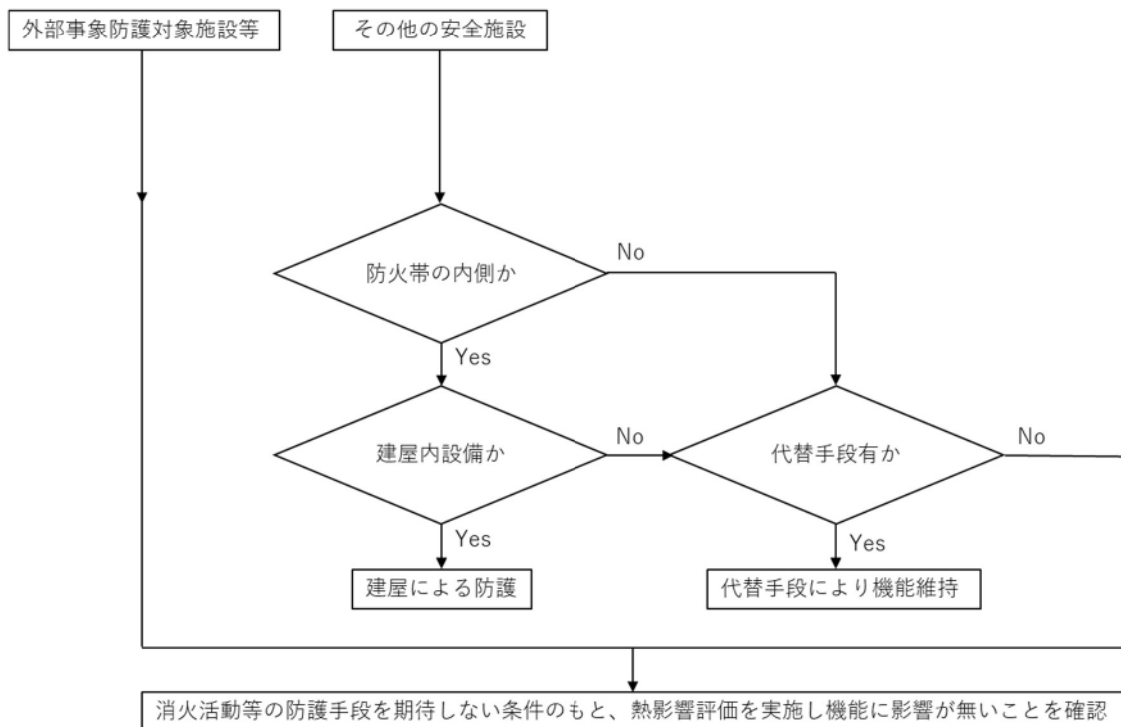 外部事象防護対象施設等
その他の安全施設
防火帯の内側か
No
Yes
建屋内設備か
No
代替手段有か
No
Yes
Yes
建屋による防護
代替手段により機能維持
消火活動等の防護手段を期待しない条件のもと、熱影響評価を実施し機能に影響が無いことを確認